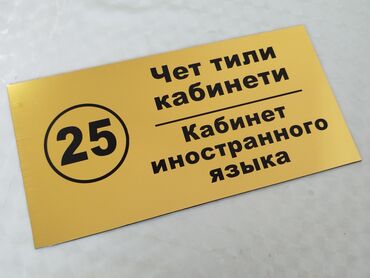 25
Чет тили
кабинети
Кабинет
иностранного
языка